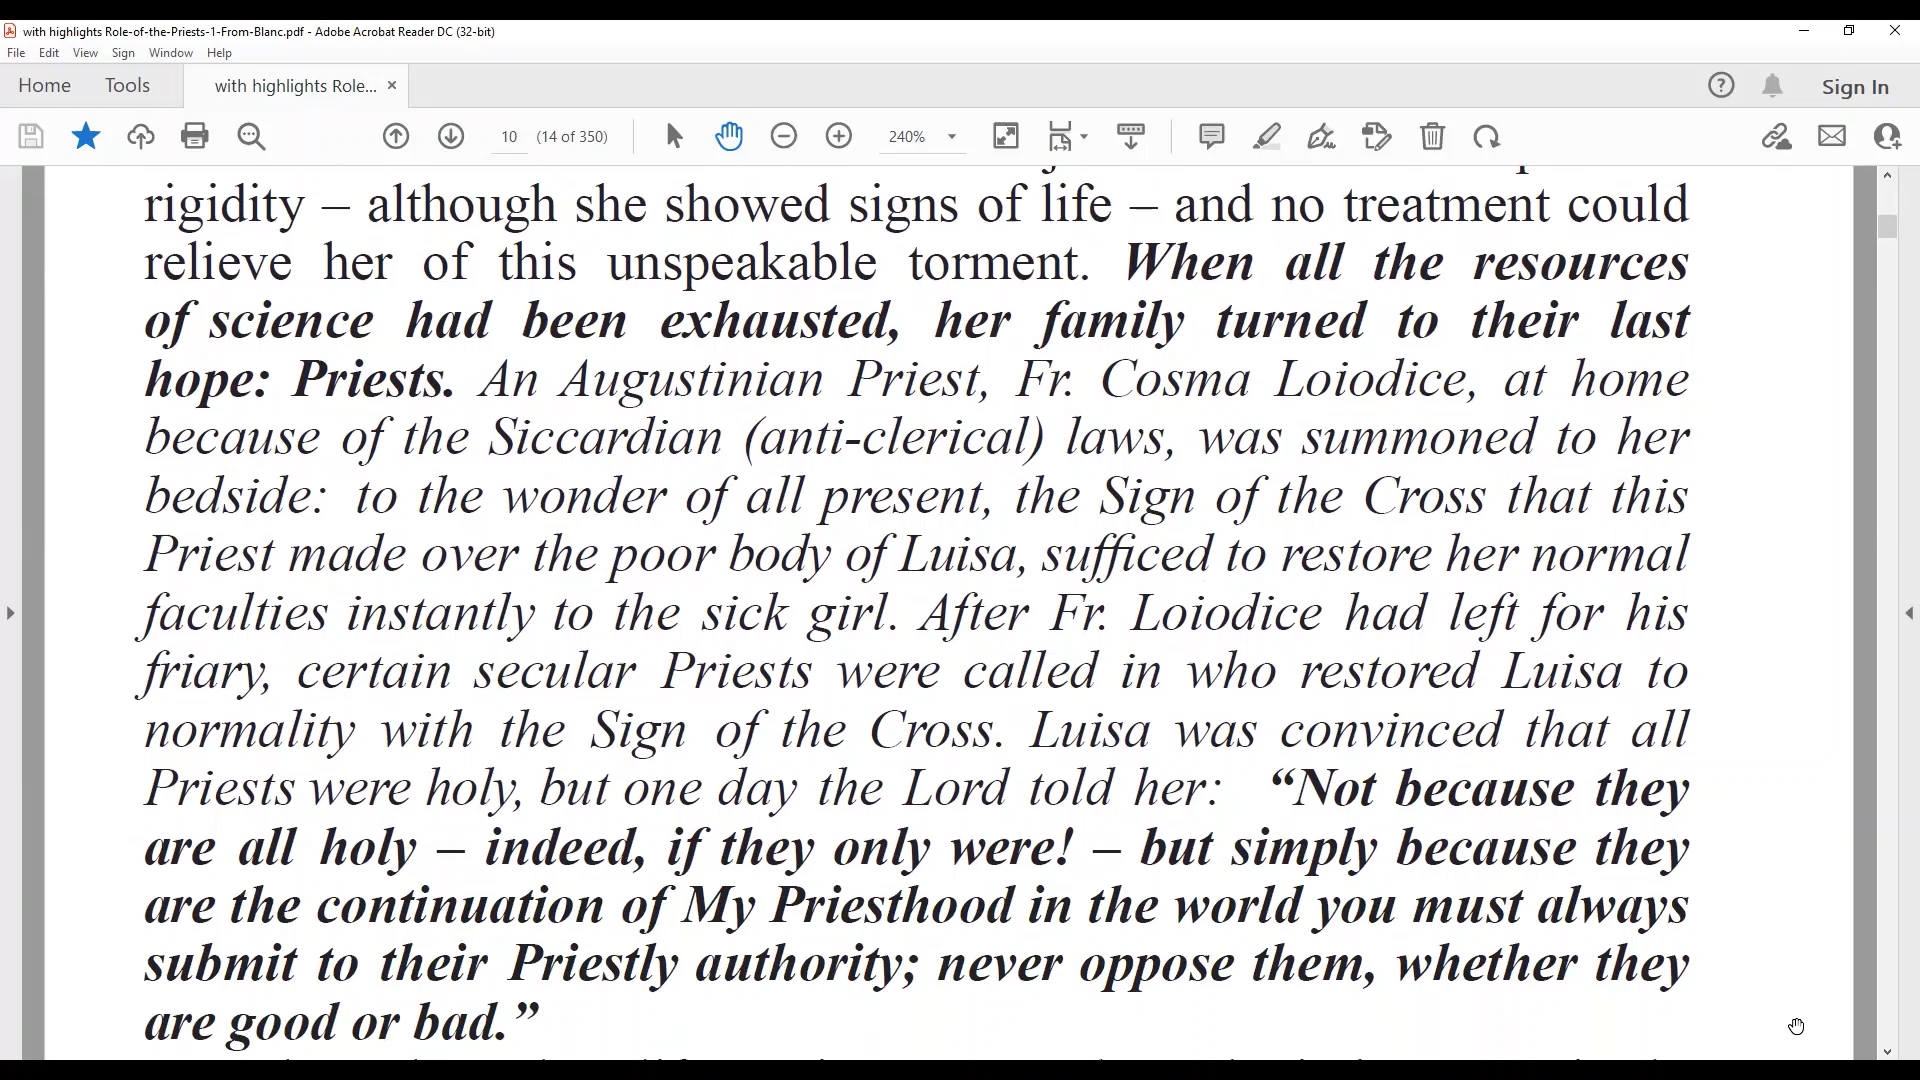 with highlights Role-of-the-Priests-1-From-Blanc.pdf - Adobe Acrobat Reader DC (32-bit)
File Edit View Sign Window Help
Home Tools with highlights Role... × Sign In
10 (14 of 350) 240%
rigidity – although she showed signs of life – and no treatment could
relieve her of this unspeakable torment. When all the resources
of science had been exhausted, her family turned to their last
hope: Priests. An Augustinian Priest, Fr. Cosma Loiodice, at home
because of the Siccardian (anti-clerical) laws, was summoned to her
bedside: to the wonder of all present, the Sign of the Cross that this
Priest made over the poor body of Luisa, sufficed to restore her normal
faculties instantly to the sick girl. After Fr. Loiodice had left for his
friary, certain secular Priests were called in who restored Luisa to
normality with the Sign of the Cross. Luisa was convinced that all
Priests were holy, but one day the Lord told her: “Not because they
are all holy – indeed, if they only were! – but simply because they
are the continuation of My Priesthood in the world you must always
submit to their Priestly authority; never oppose them, whether they
are good or bad.”